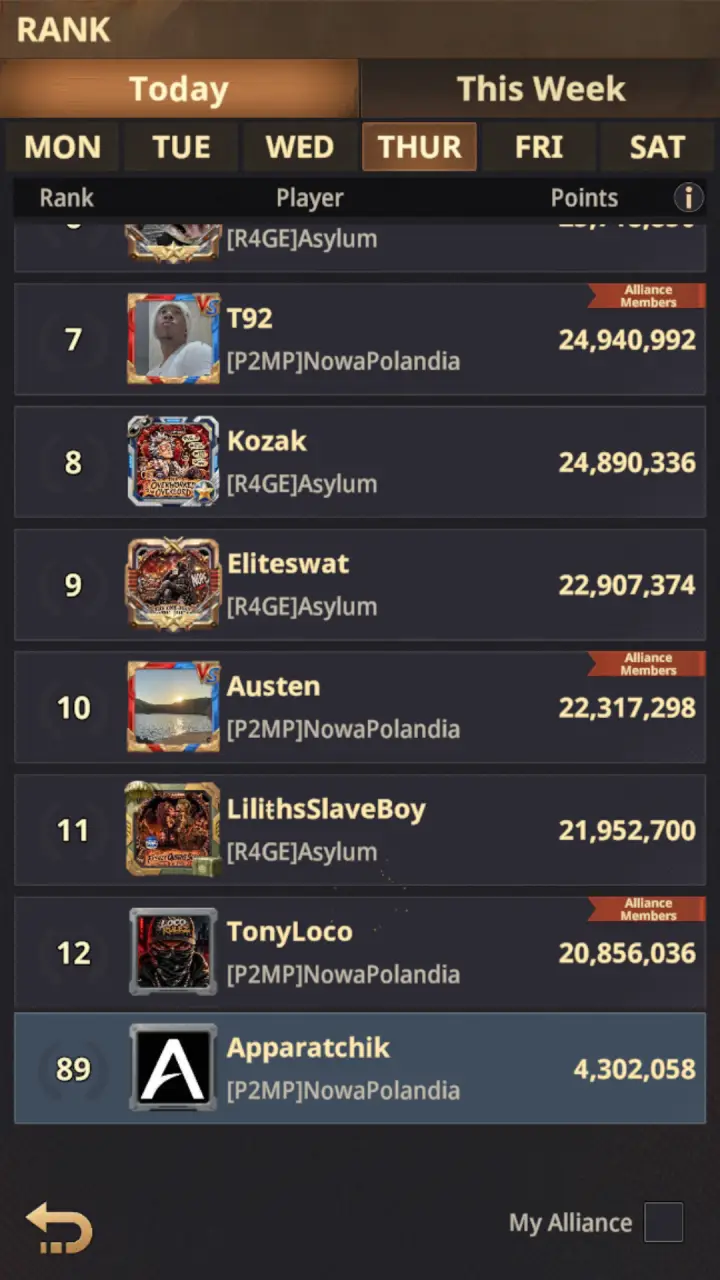 RANK
Today
This Week
MON
TUE
WED
THUR
FRI
SAT
Rank
Player
Points
[R4GE]Asylum
Alliance
Members
7
T92
24,940,992
[P2MP]NowaPolandia
8
Kozak
24,890,336
[R4GE]Asylum
9
Eliteswat
22,907,374
[R4GE]Asylum
Alliance
Members
10
Austen
22,317,298
[P2MP]NowaPolandia
11
LilithsSlaveBoy
21,952,700
[R4GE]Asylum
Alliance
Members
12
TonyLoco
20,856,036
[P2MP]NowaPolandia
89
Apparatchik
4,302,058
[P2MP]NowaPolandia
My Alliance